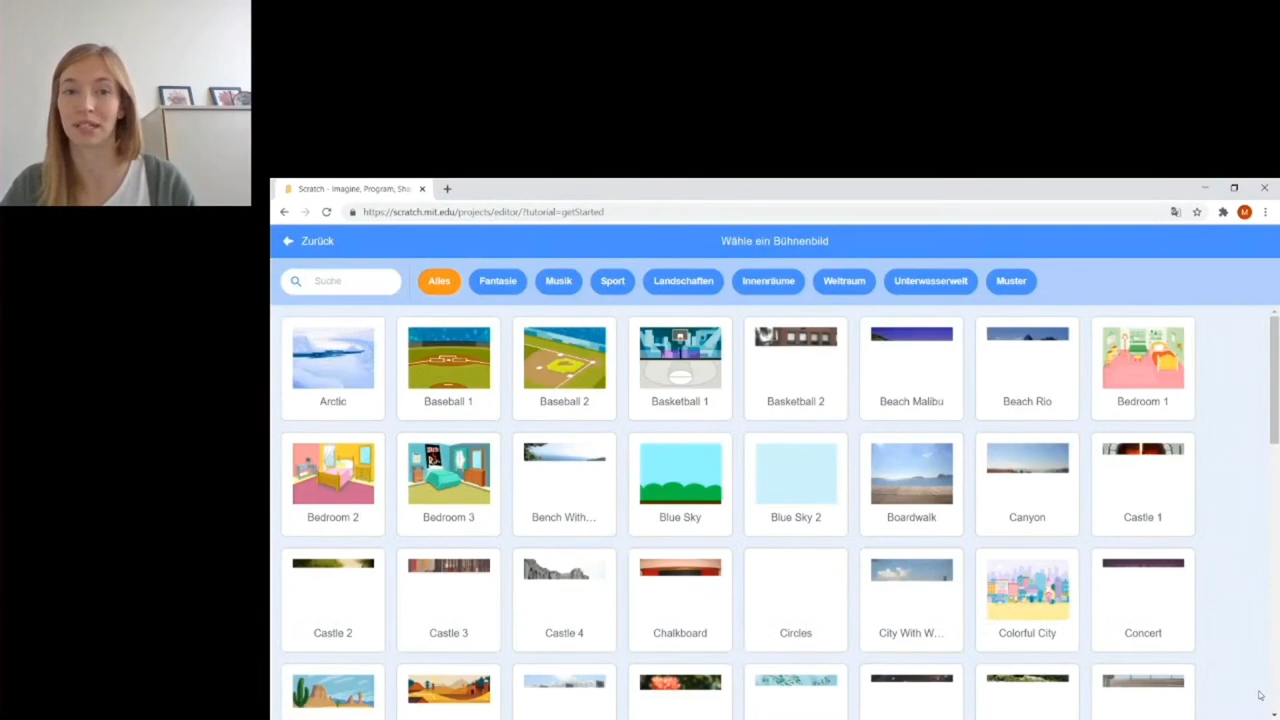 Scratch - Imagine, Program, Sha
https://scratch.mit.edu/projects/editor/?tutorial=getStarted
M
Zurück
Wähle ein Bühnenbild
Suche
Alles
Fantasie
Musik
Sport
Landschaften
Innenräume
Weltraum
Unterwasserwelt
Muster
Arctic
Baseball 1
Baseball 2
Basketball 1
Basketball 2
Beach Malibu
Beach Rio
Bedroom 1
Bedroom 2
Bedroom 3
Bench With...
Blue Sky
Blue Sky 2
Boardwalk
Canyon
Castle 1
Castle 2
Castle 3
Castle 4
Chalkboard
Circles
City With W...
Colorful City
Concert